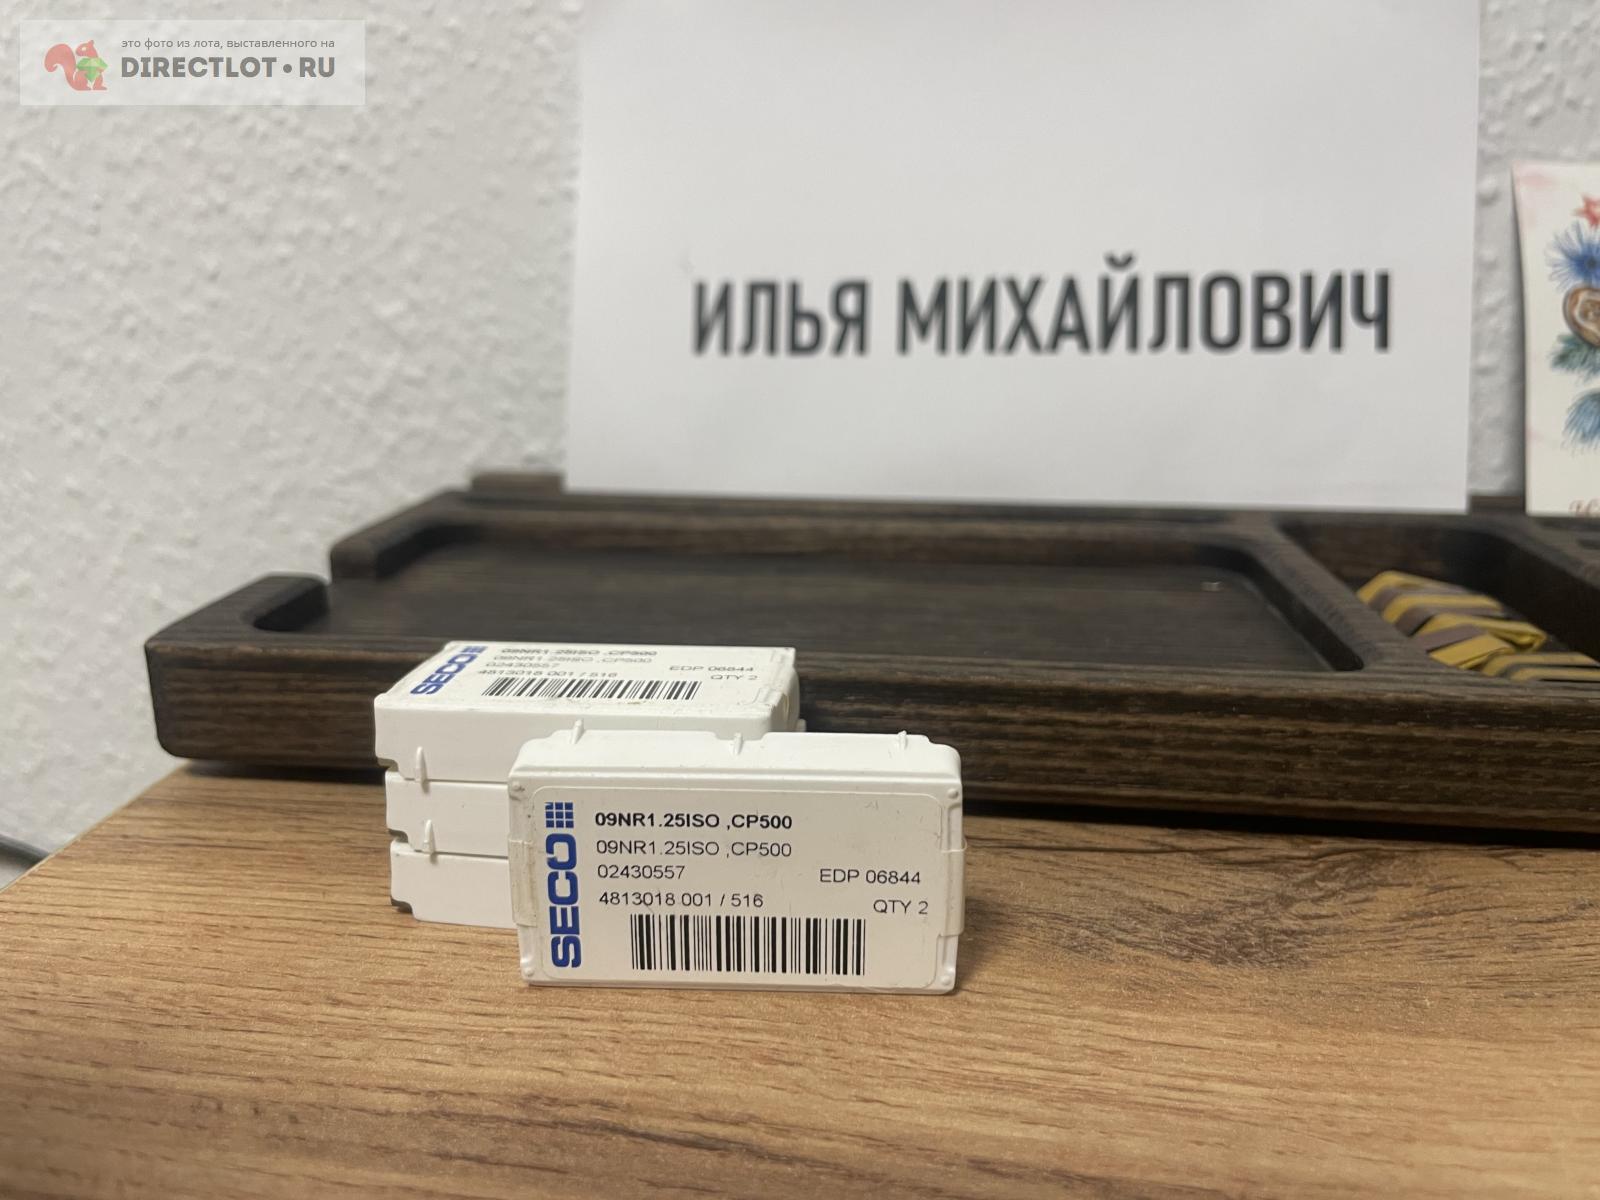 это фото из лота, выставленного на
DIRECTLOT•RU
ИЛЬЯ МИХАЙЛОВИЧ
SECO
09NR1.25ISO ,CP500
09NR1.25ISO ,CP500
02430557
EDP 06844
4813018 001 / 516
QTY 2
SECO
09NR1.25ISO ,CP500
09NR1.25ISO ,CP500
02430557
EDP 06844
4813018 001 / 516
QTY 2